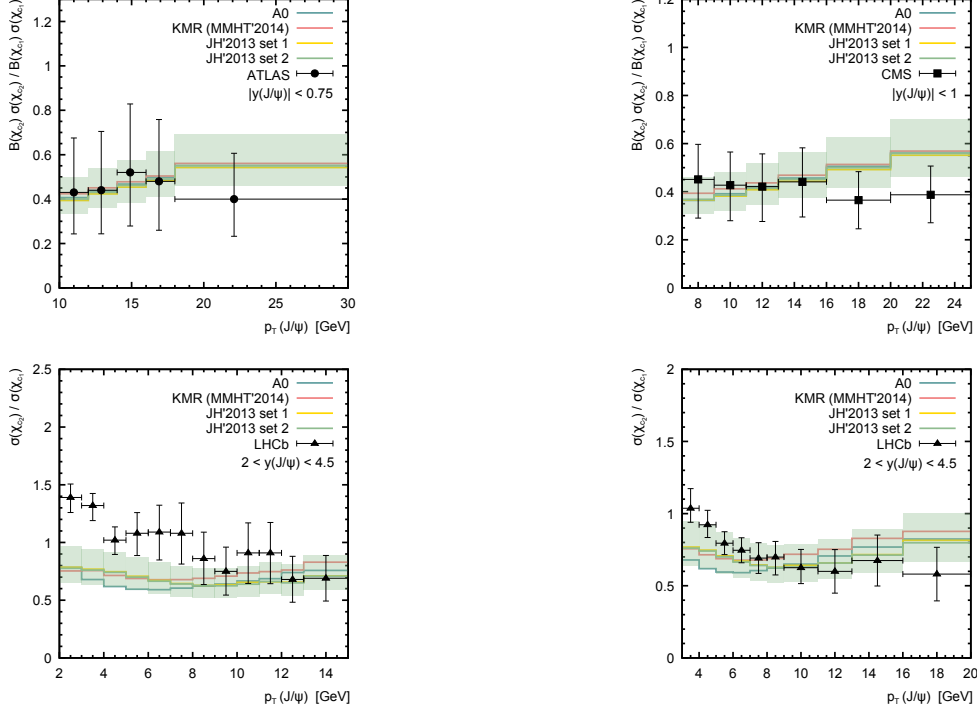 B(χc2) σ(χc2) / B(χc1) σ(χc1)
A0
KMR (MMHT'2014)
JH'2013 set 1
JH'2013 set 2
ATLAS
|y(J/ψ)| < 0.75
1.2
1
0.8
0.6
0.4
0.2
0
10 15 20 25 30
pT (J/ψ) [GeV]
B(χc2) σ(χc2) / B(χc1) σ(χc1)
A0
KMR (MMHT'2014)
JH'2013 set 1
JH'2013 set 2
CMS
|y(J/ψ)| < 1
1.2
1
0.8
0.6
0.4
0.2
0
8 10 12 14 16 18 20 22 24
pT (J/ψ) [GeV]
σ(χc2) / σ(χc1)
A0
KMR (MMHT'2014)
JH'2013 set 1
JH'2013 set 2
LHCb
2 < y(J/ψ) < 4.5
2.5
2
1.5
1
0.5
0
2 4 6 8 10 12 14
pT (J/ψ) [GeV]
σ(χc2) / σ(χc1)
A0
KMR (MMHT'2014)
JH'2013 set 1
JH'2013 set 2
LHCb
2 < y(J/ψ) < 4.5
2
1.5
1
0.5
0
4 6 8 10 12 14 16 18 20
pT (J/ψ) [GeV]